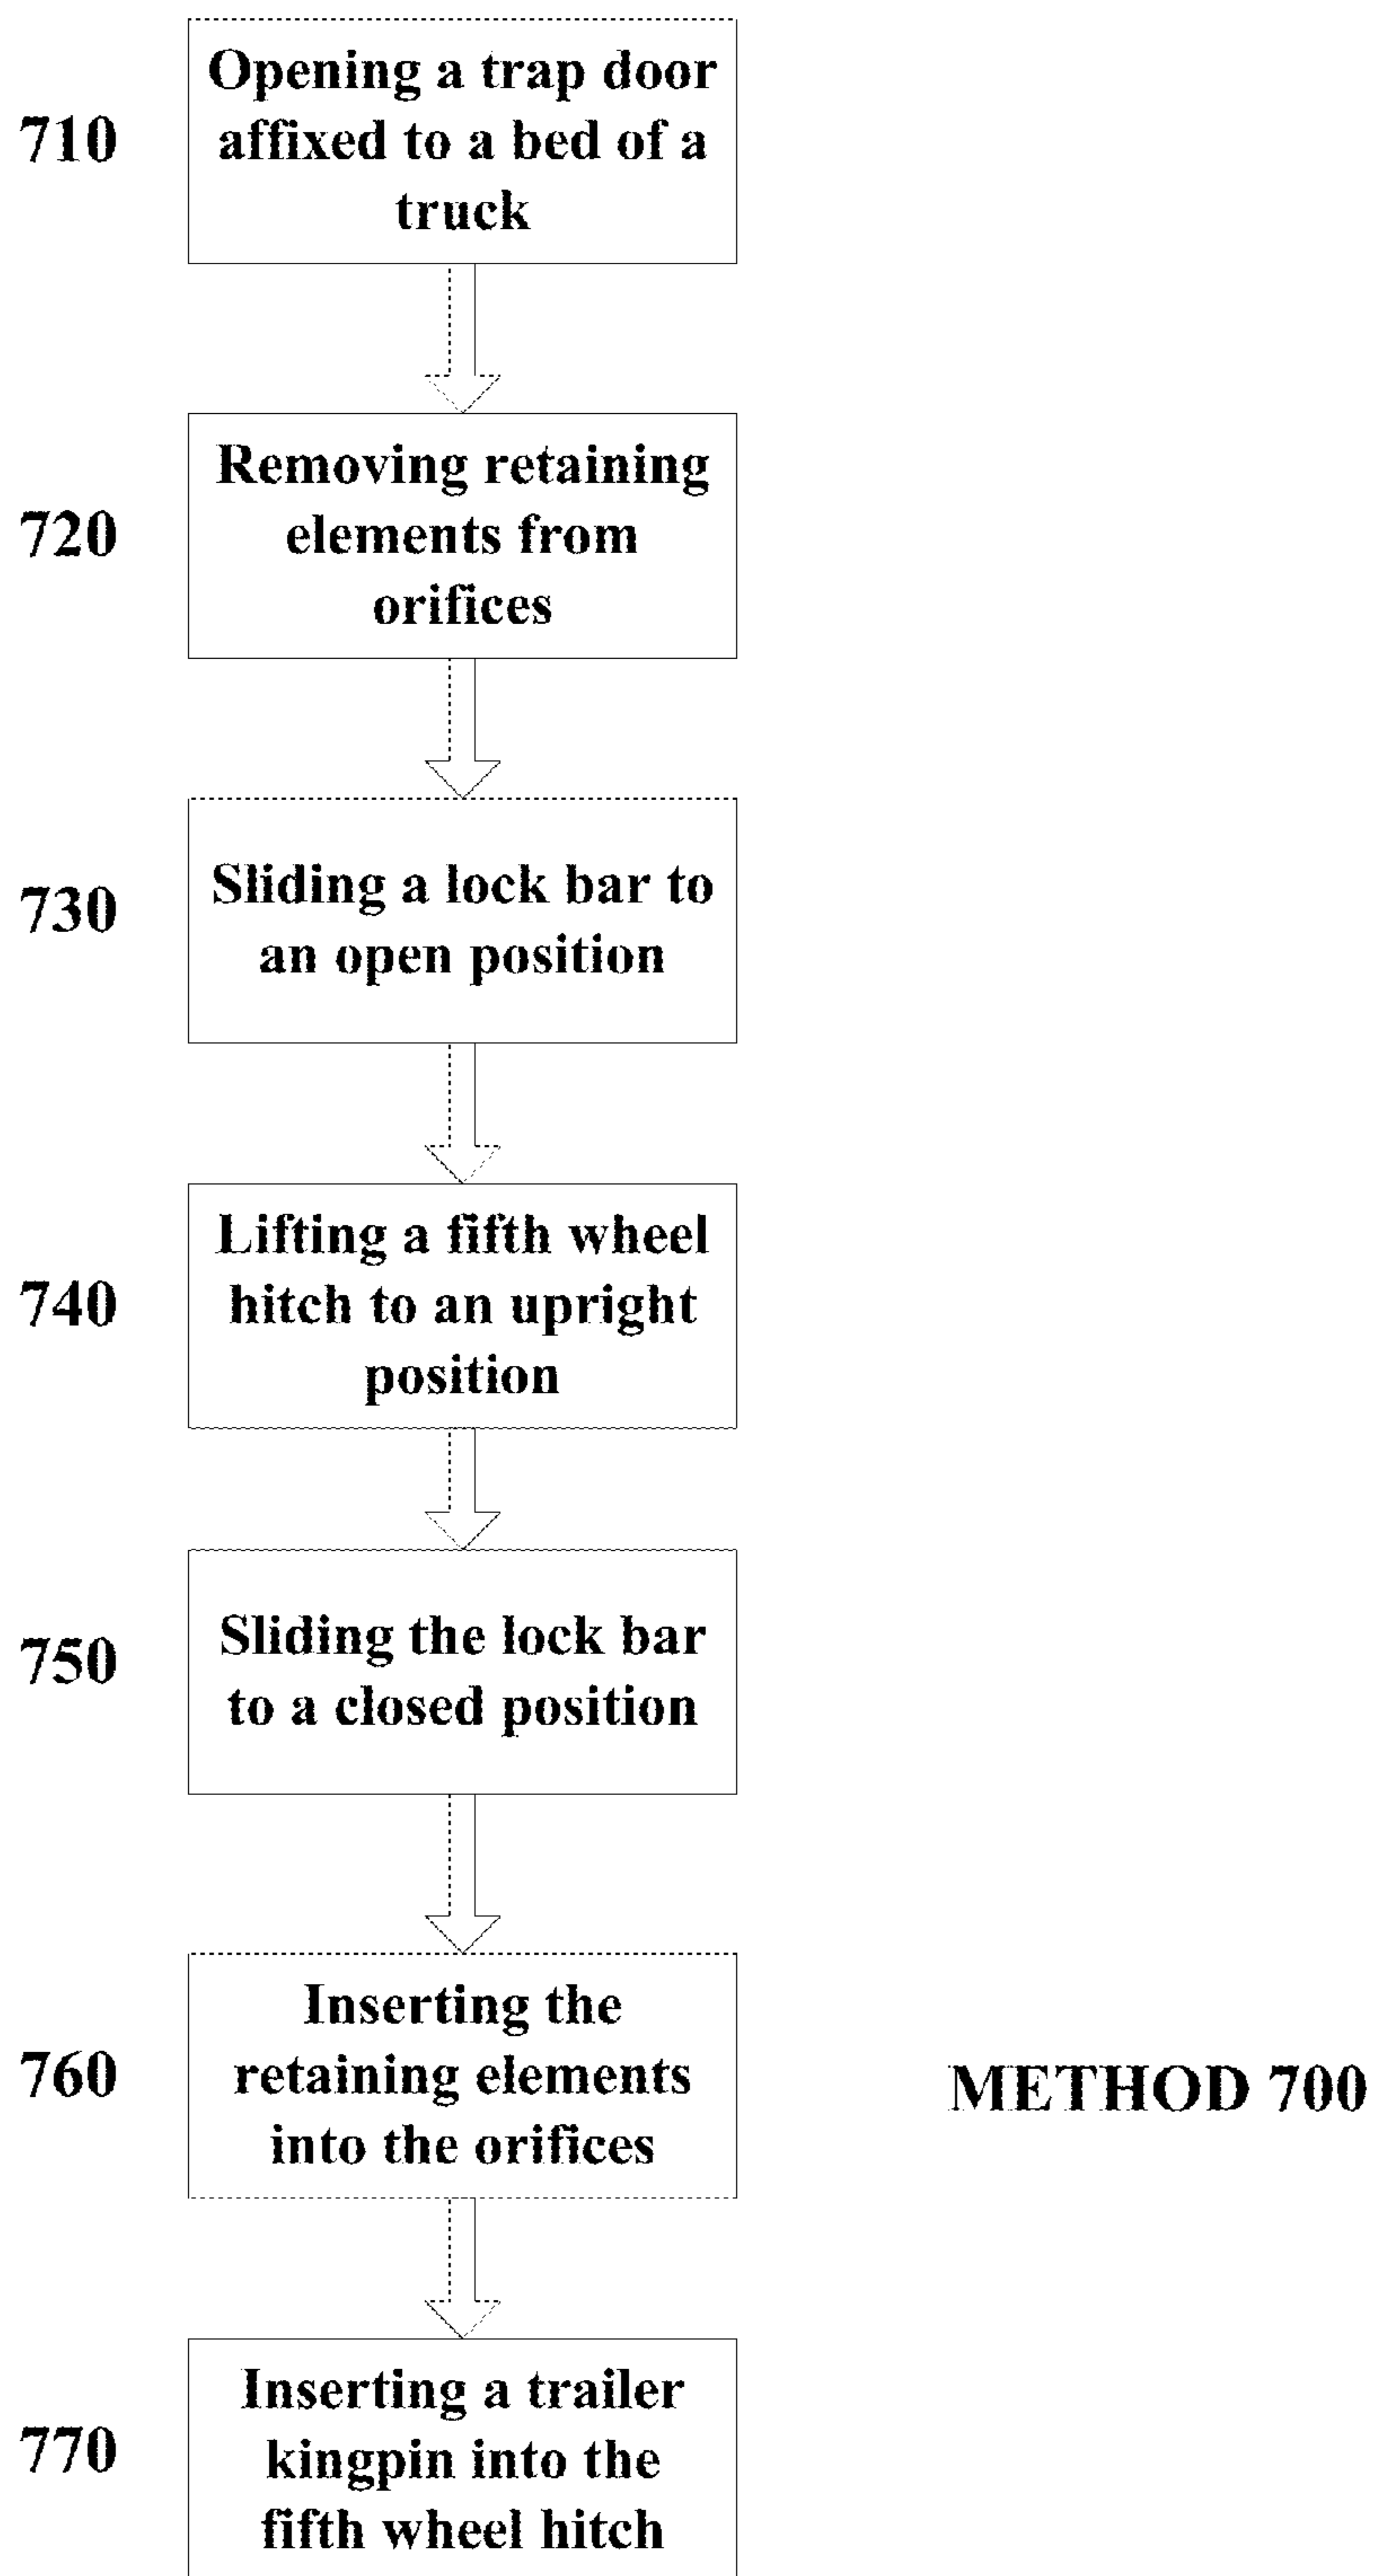 710
Opening a trap door
affixed to a bed of a
truck
720
Removing retaining
elements from
orifices
730
Sliding a lock bar to
an open position
740
Lifting a fifth wheel
hitch to an upright
position
750
Sliding the lock bar
to a closed position
760
Inserting the
retaining elements
into the orifices
METHOD 700
770
Inserting a trailer
kingpin into the
fifth wheel hitch